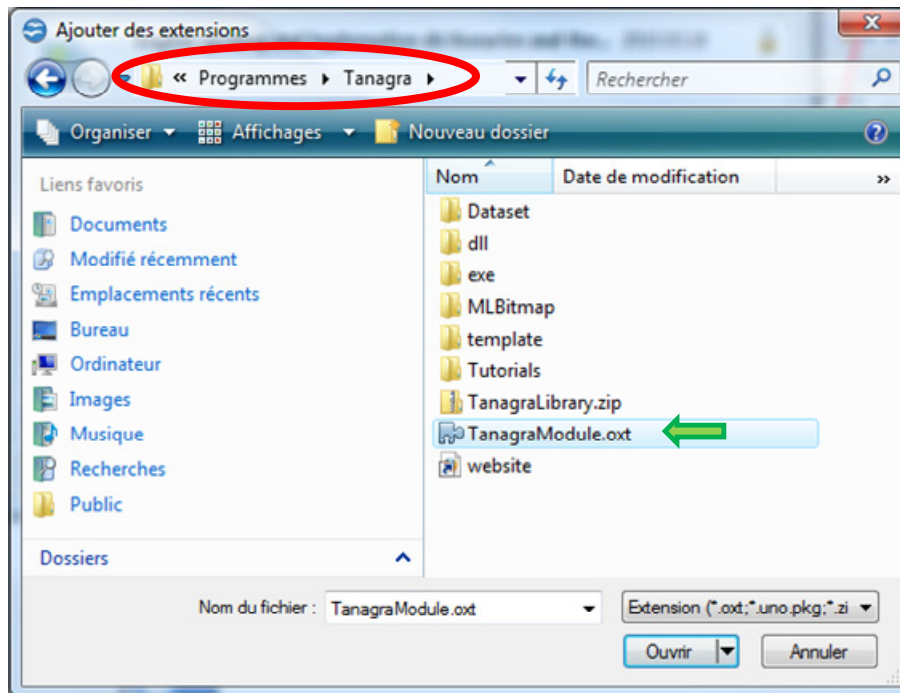 Ajouter des extensions
« Programmes Tanagra
Rechercher
Organiser Affichages Nouveau dossier
Liens favoris
Documents
Modifié récemment
Emplacements récents
Bureau
Ordinateur
Images
Musique
Recherches
Public
Dossiers
Nom Date de modification »
Dataset
dll
exe
MLBitmap
template
Tutorials
TanagraLibrary.zip
TanagraModule.oxt
website
Nom du fichier : TanagraModule.oxt Extension (*.oxt;*.uno.pkg;*.zi
Ouvrir Annuler